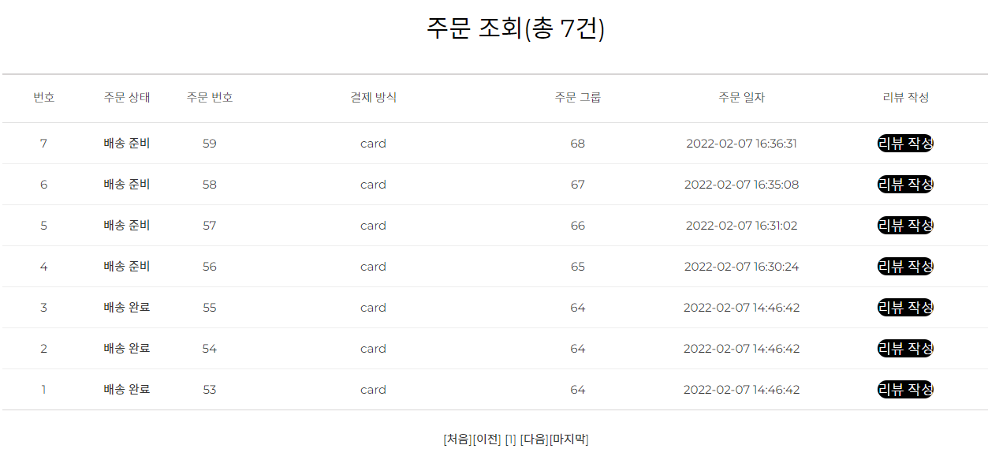 주문 조회(총 7건)
번호 주문 상태 주문 번호 결제 방식 주문 그룹 주문 일자 리뷰 작성
7 배송 준비 59 card 68 2022-02-07 16:36:31 리뷰 작성
6 배송 준비 58 card 67 2022-02-07 16:35:08 리뷰 작성
5 배송 준비 57 card 66 2022-02-07 16:31:02 리뷰 작성
4 배송 준비 56 card 65 2022-02-07 16:30:24 리뷰 작성
3 배송 완료 55 card 64 2022-02-07 14:46:42 리뷰 작성
2 배송 완료 54 card 64 2022-02-07 14:46:42 리뷰 작성
1 배송 완료 53 card 64 2022-02-07 14:46:42 리뷰 작성
[처음][이전] [1] [다음][마지막]